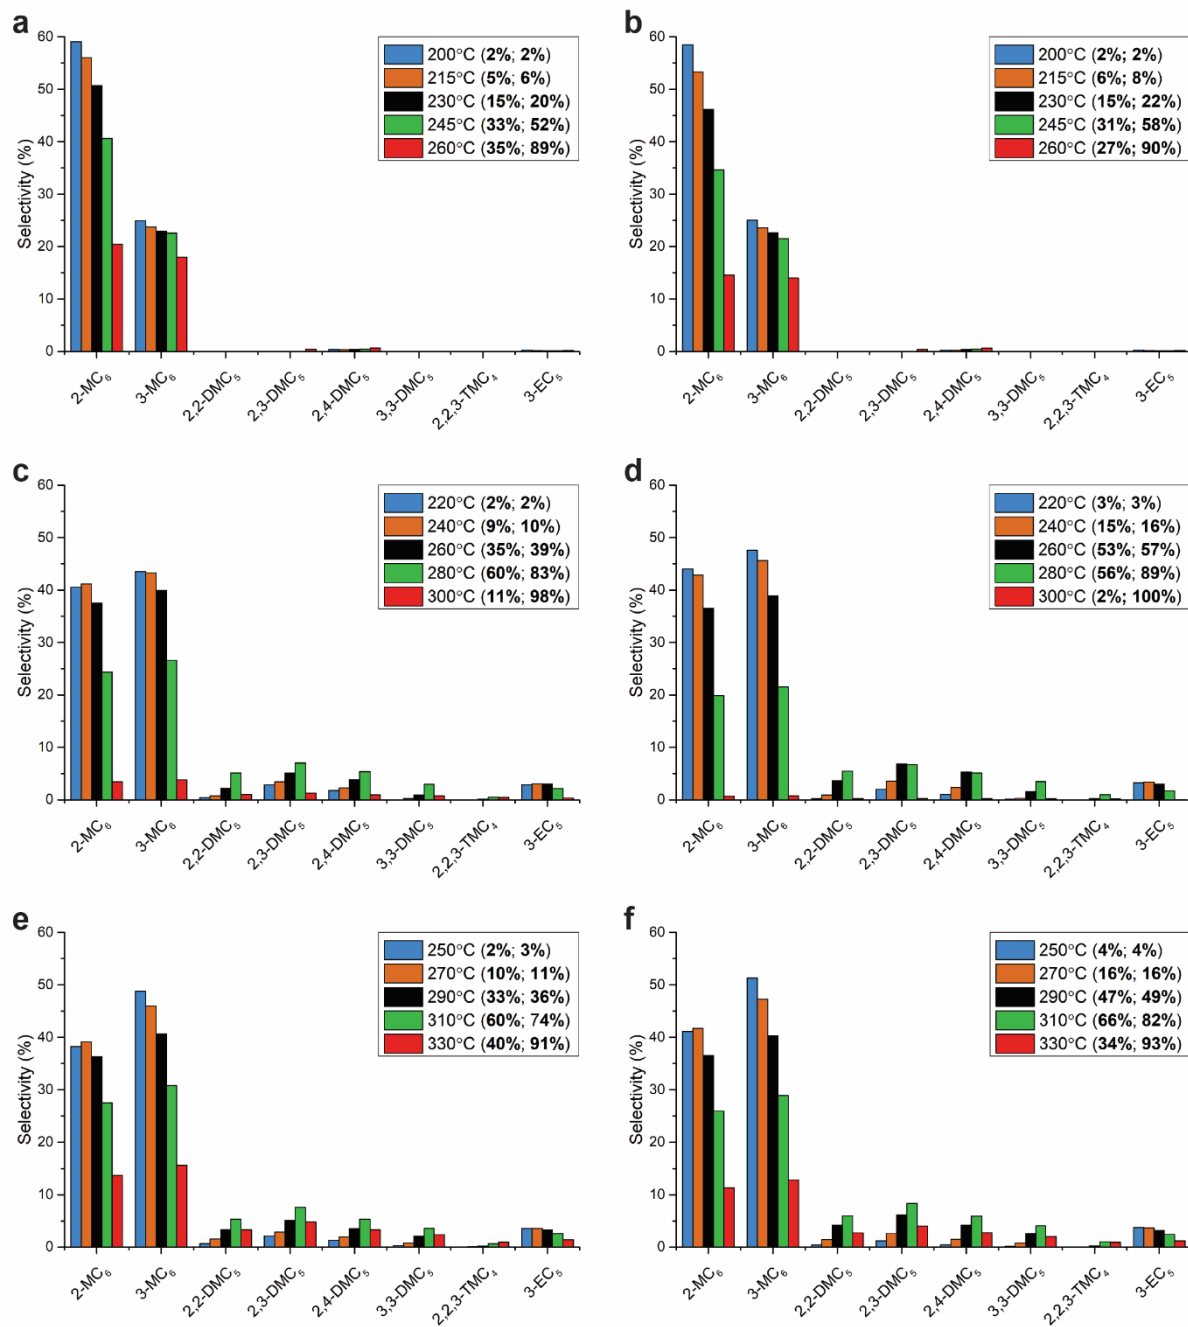 a
60
50
40
30
20
10
0
Selectivity (%)
200°C (2%; 2%)
215°C (5%; 6%)
230°C (15%; 20%)
245°C (33%; 52%)
260°C (35%; 89%)
2-MC₆
3-MC₆
2,2-DMC₅
2,3-DMC₅
2,4-DMC₅
3,3-DMC₅
2,2,3-TMC₄
3-EC₅
b
60
50
40
30
20
10
0
Selectivity (%)
200°C (2%; 2%)
215°C (6%; 8%)
230°C (15%; 22%)
245°C (31%; 58%)
260°C (27%; 90%)
2-MC₆
3-MC₆
2,2-DMC₅
2,3-DMC₅
2,4-DMC₅
3,3-DMC₅
2,2,3-TMC₄
3-EC₅
c
60
50
40
30
20
10
0
Selectivity (%)
220°C (2%; 2%)
240°C (9%; 10%)
260°C (35%; 39%)
280°C (60%; 83%)
300°C (11%; 98%)
2-MC₆
3-MC₆
2,2-DMC₅
2,3-DMC₅
2,4-DMC₅
3,3-DMC₅
2,2,3-TMC₄
3-EC₅
d
60
50
40
30
20
10
0
Selectivity (%)
220°C (3%; 3%)
240°C (15%; 16%)
260°C (53%; 57%)
280°C (56%; 89%)
300°C (2%; 100%)
2-MC₆
3-MC₆
2,2-DMC₅
2,3-DMC₅
2,4-DMC₅
3,3-DMC₅
2,2,3-TMC₄
3-EC₅
e
60
50
40
30
20
10
0
Selectivity (%)
250°C (2%; 3%)
270°C (10%; 11%)
290°C (33%; 36%)
310°C (60%; 74%)
330°C (40%; 91%)
2-MC₆
3-MC₆
2,2-DMC₅
2,3-DMC₅
2,4-DMC₅
3,3-DMC₅
2,2,3-TMC₄
3-EC₅
f
60
50
40
30
20
10
0
Selectivity (%)
250°C (4%; 4%)
270°C (16%; 16%)
290°C (47%; 49%)
310°C (66%; 82%)
330°C (34%; 93%)
2-MC₆
3-MC₆
2,2-DMC₅
2,3-DMC₅
2,4-DMC₅
3,3-DMC₅
2,2,3-TMC₄
3-EC₅